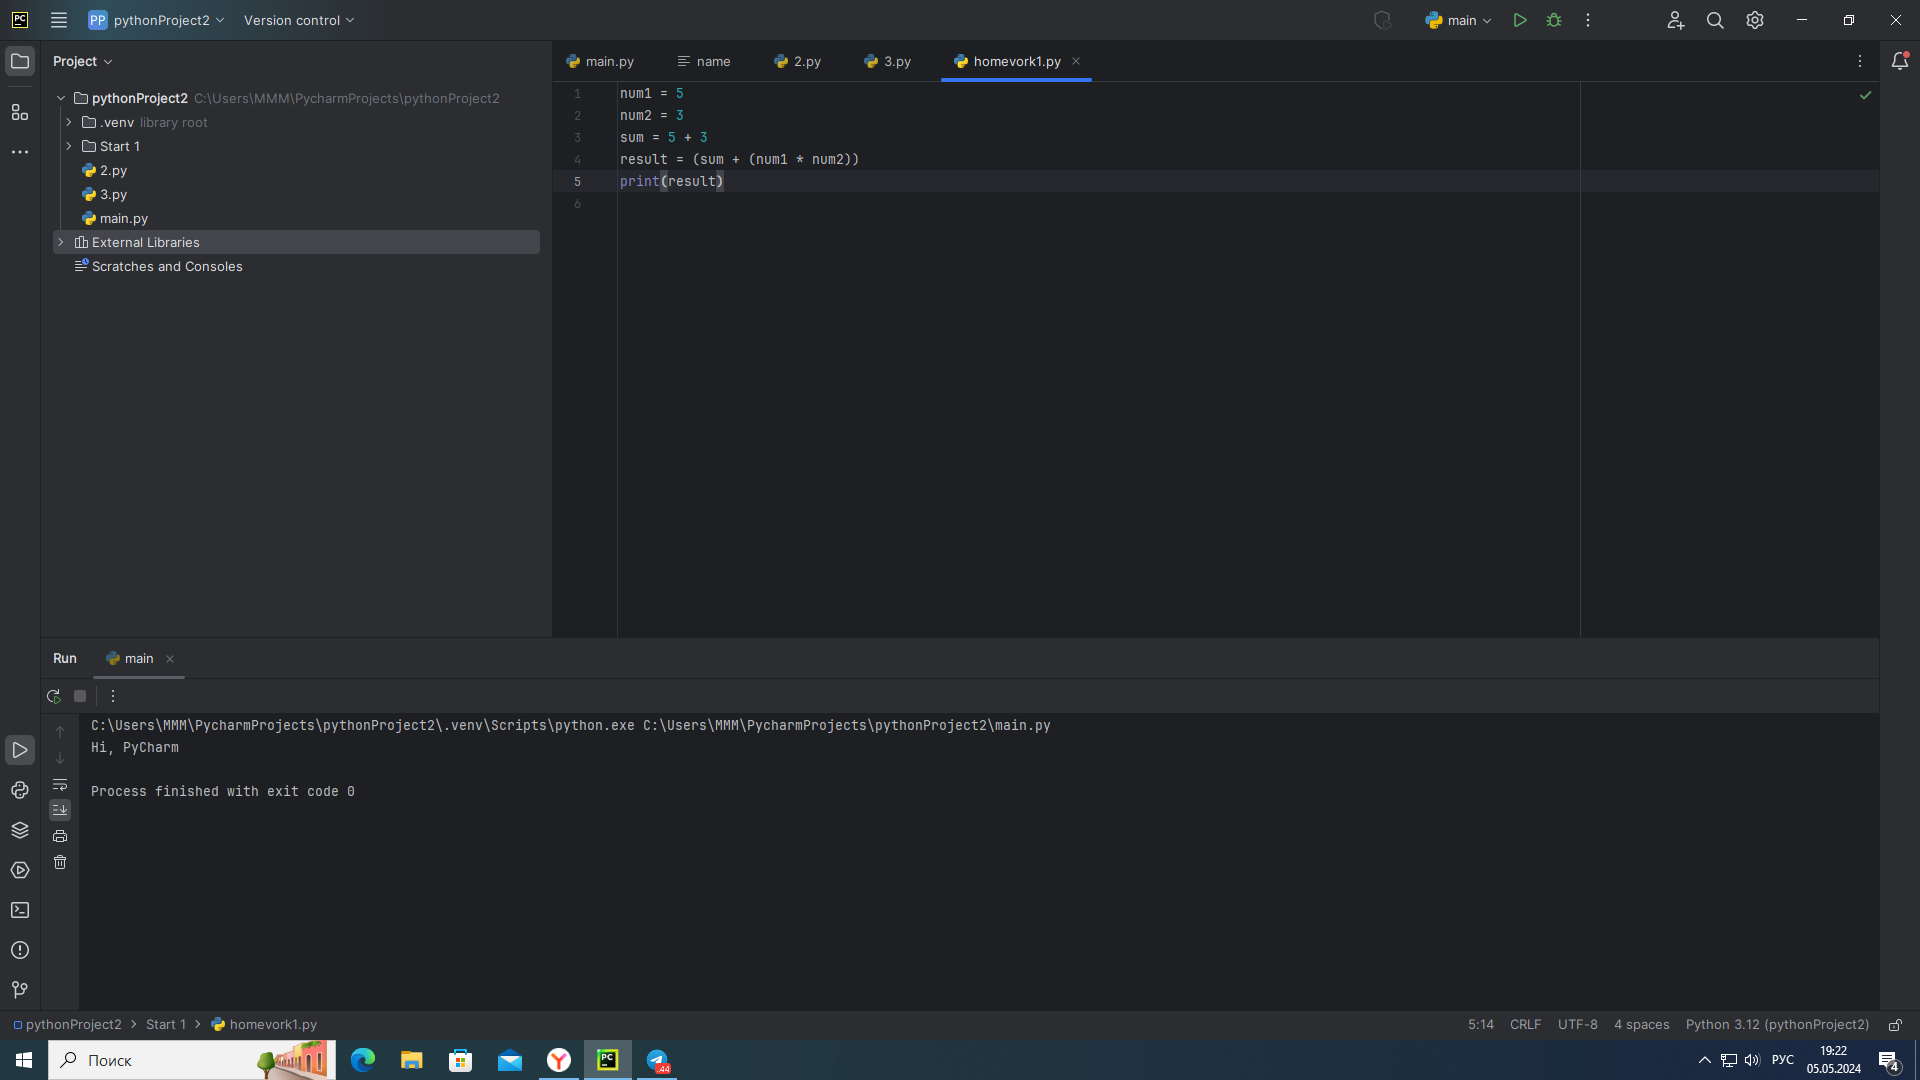 PC PP pythonProject2 Version control main
Project
pythonProject2 C:\Users\MMM\PycharmProjects\pythonProject2
.venv library root
Start 1
2.py
3.py
main.py
External Libraries
Scratches and Consoles
main.py name 2.py 3.py homevork1.py
1 num1 = 5
2 num2 = 3
3 sum = 5 + 3
4 result = (sum + (num1 * num2))
5 print(result)
6
Run main
C:\Users\MMM\PycharmProjects\pythonProject2\.venv\Scripts\python.exe C:\Users\MMM\PycharmProjects\pythonProject2\main.py
Hi, PyCharm
Process finished with exit code 0
pythonProject2 > Start 1 > homevork1.py 5:14 CRLF UTF-8 4 spaces Python 3.12 (pythonProject2)
Поиск PC .44 РУС 19:22
05.05.2024 4